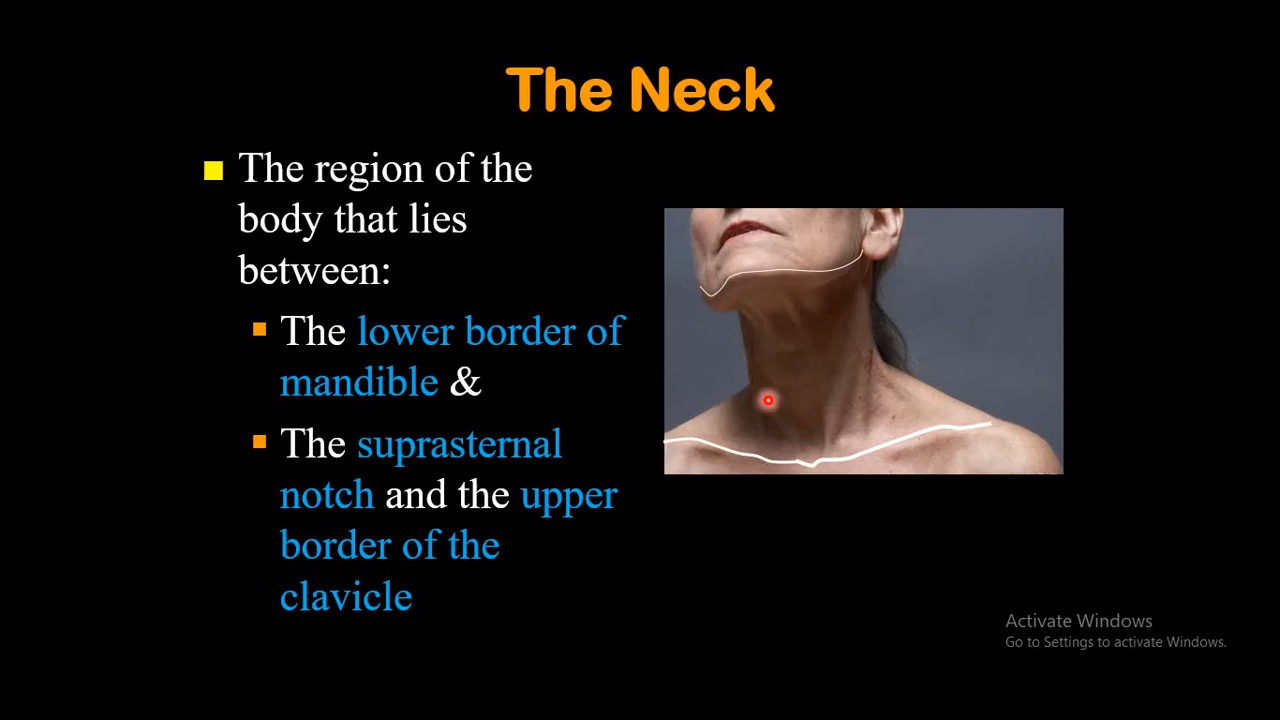 The Neck
The region of the
body that lies
between:
The lower border of
mandible &
The suprasternal
notch and the upper
border of the
clavicle
Activate Windows
Go to Settings to activate Windows.